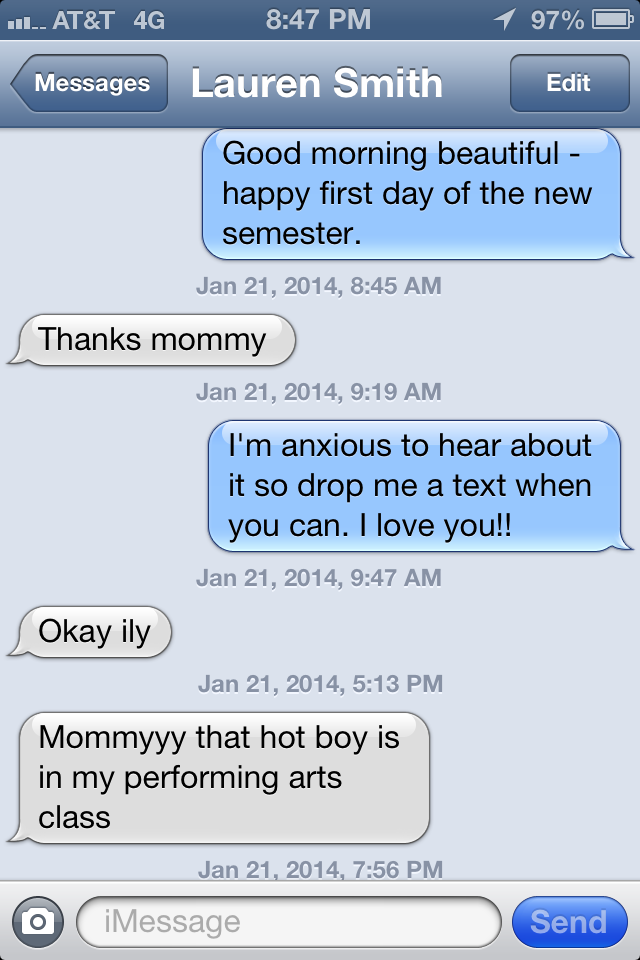 AT&T 4G 8:47 PM 97%
Messages Lauren Smith Edit
Good morning beautiful -
happy first day of the new
semester.
Jan 21, 2014, 8:45 AM
Thanks mommy
Jan 21, 2014, 9:19 AM
I'm anxious to hear about
it so drop me a text when
you can. I love you!!
Jan 21, 2014, 9:47 AM
Okay ily
Jan 21, 2014, 5:13 PM
Mommyyy that hot boy is
in my performing arts
class
Jan 21, 2014, 7:56 PM
iMessage Send